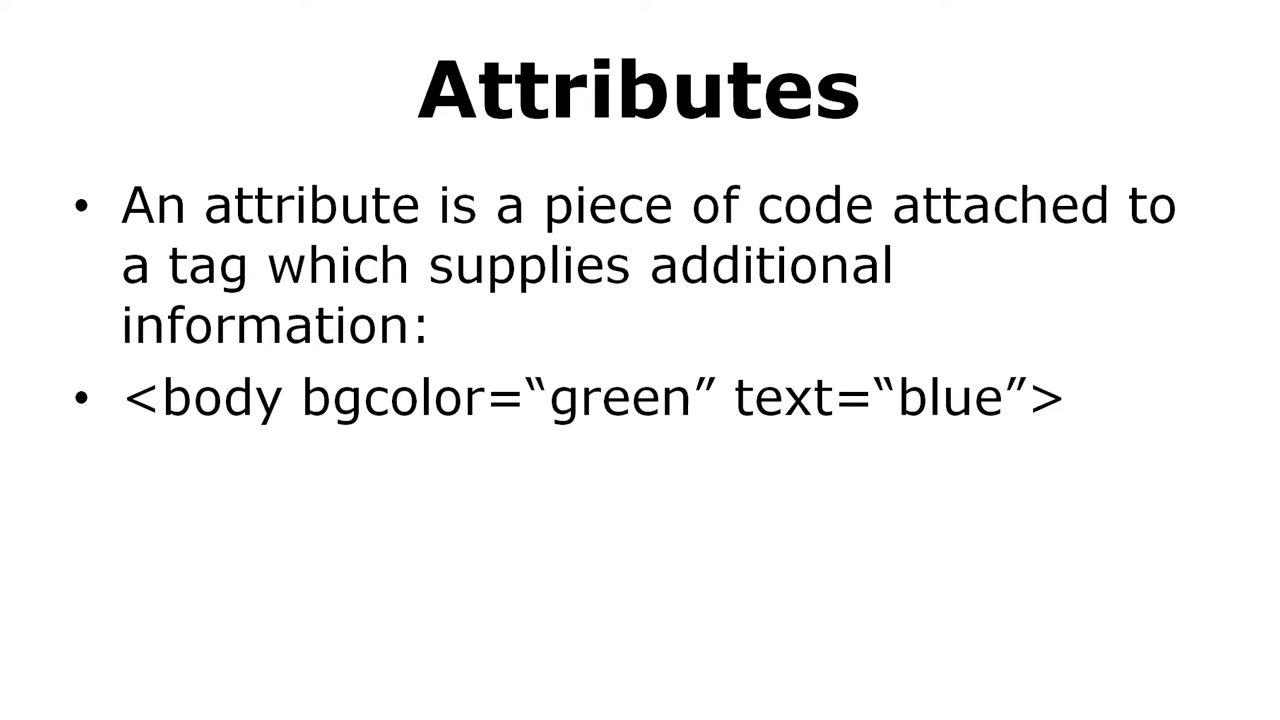 Attributes
• An attribute is a piece of code attached to
a tag which supplies additional
information:
• <body bgcolor=“green” text=“blue”>